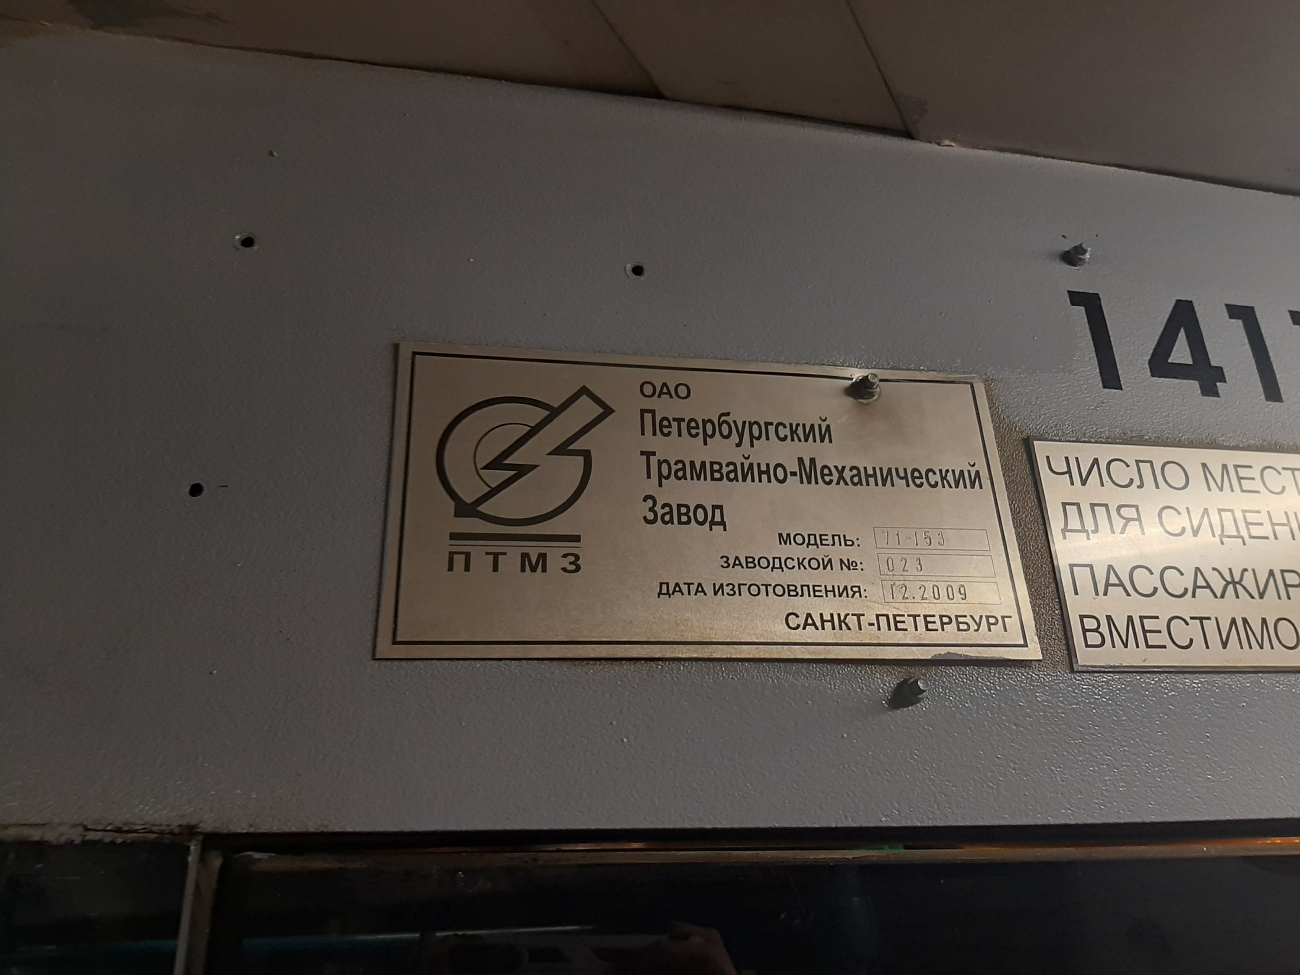 ОАО
Петербургский
Трамвайно-Механический
Завод
ПТМЗ
МОДЕЛЬ: 71-153
ЗАВОДСКОЙ №: 023
ДАТА ИЗГОТОВЛЕНИЯ: 12.2009
САНКТ-ПЕТЕРБУРГ
141
ЧИСЛО МЕСТ
ДЛЯ СИДЕН
ПАССАЖИР
ВМЕСТИМО